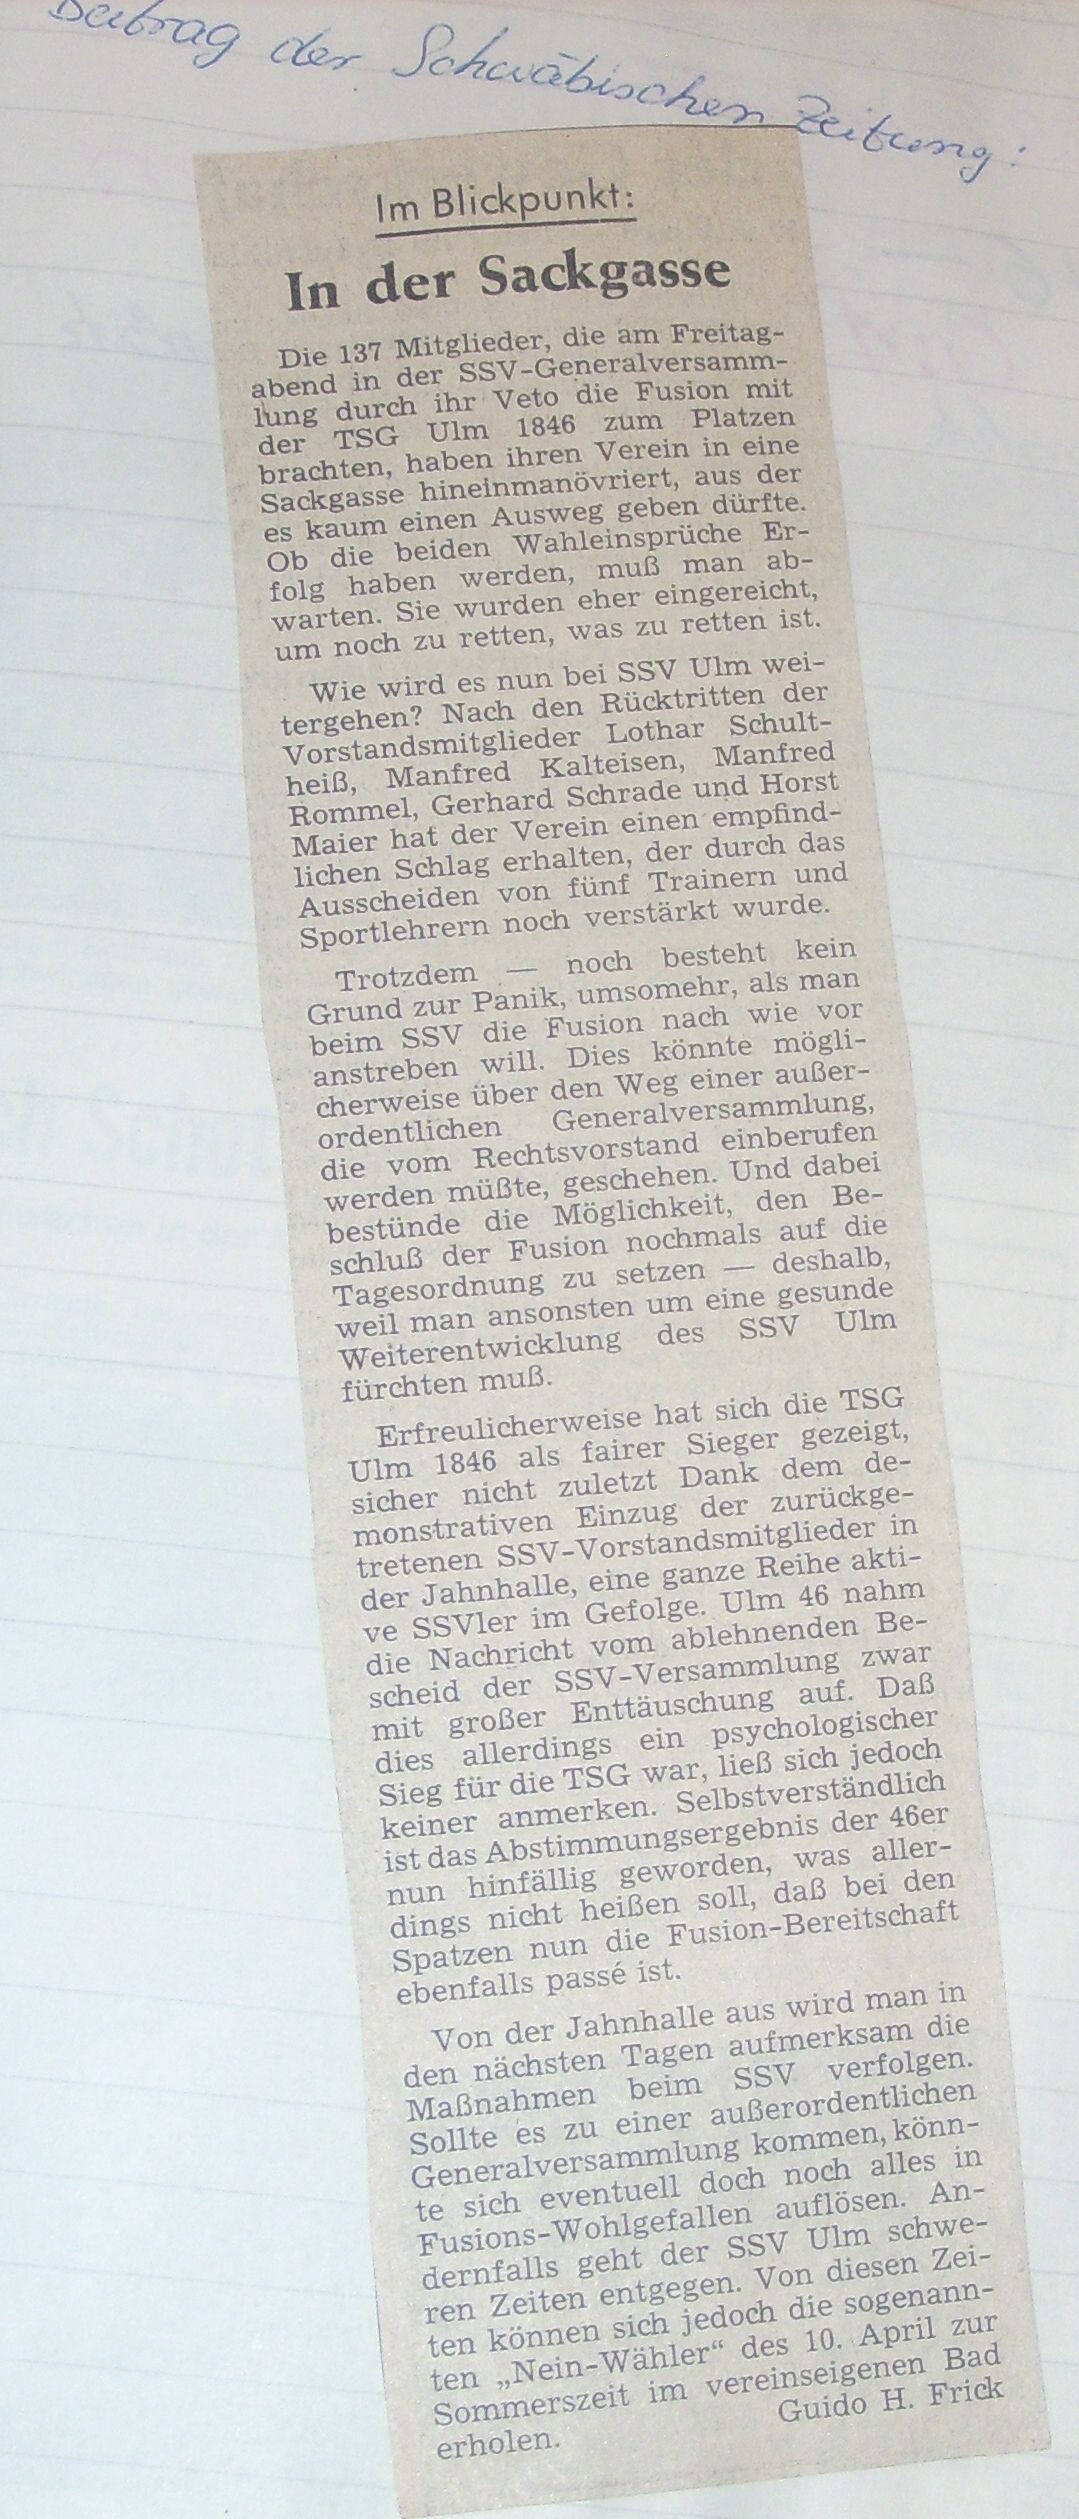 Beitrag der Schwäbischen Zeitung:
Im Blickpunkt:
In der Sackgasse
Die 137 Mitglieder, die am Freitag-
abend in der SSV-Generalversamm-
lung durch ihr Veto die Fusion mit
der TSG Ulm 1846 zum Platzen
brachten, haben ihren Verein in eine
Sackgasse hineinmanövriert, aus der
es kaum einen Ausweg geben dürfte.
Ob die beiden Wahleinsprüche Er-
folg haben werden, muß man ab-
warten. Sie wurden eher eingereicht,
um noch zu retten, was zu retten ist.
Wie wird es nun bei SSV Ulm wei-
tergehen? Nach den Rücktritten der
Vorstandsmitglieder Lothar Schult-
heiß, Manfred Kalteisen, Manfred
Rommel, Gerhard Schrade und Horst
Maier hat der Verein einen empfind-
lichen Schlag erhalten, der durch das
Ausscheiden von fünf Trainern und
Sportlehrern noch verstärkt wurde.
Trotzdem — noch besteht kein
Grund zur Panik, umsomehr, als man
beim SSV die Fusion nach wie vor
anstreben will. Dies könnte mögli-
cherweise über den Weg einer außer-
ordentlichen Generalversammlung,
die vom Rechtsvorstand einberufen
werden müßte, geschehen. Und dabei
bestünde die Möglichkeit, den Be-
schluß der Fusion nochmals auf die
Tagesordnung zu setzen — deshalb,
weil man ansonsten um eine gesunde
Weiterentwicklung des SSV Ulm
fürchten muß.
Erfreulicherweise hat sich die TSG
Ulm 1846 als fairer Sieger gezeigt,
sicher nicht zuletzt Dank dem de-
monstrativen Einzug der zurückge-
tretenen SSV-Vorstandsmitglieder in
der Jahnhalle, eine ganze Reihe akti-
ve SSVler im Gefolge. Ulm 46 nahm
die Nachricht vom ablehnenden Be-
scheid der SSV-Versammlung zwar
mit großer Enttäuschung auf. Daß
dies allerdings ein psychologischer
Sieg für die TSG war, ließ sich jedoch
keiner anmerken. Selbstverständlich
ist das Abstimmungsergebnis der 46er
nun hinfällig geworden, was aller-
dings nicht heißen soll, daß bei den
Spatzen nun die Fusion-Bereitschaft
ebenfalls passé ist.
Von der Jahnhalle aus wird man in
den nächsten Tagen aufmerksam die
Maßnahmen beim SSV verfolgen.
Sollte es zu einer außerordentlichen
Generalversammlung kommen, könn-
te sich eventuell doch noch alles in
Fusions-Wohlgefallen auflösen. An-
dernfalls geht der SSV Ulm schwe-
ren Zeiten entgegen. Von diesen Zei-
ten können sich jedoch die sogenann-
ten „Nein-Wähler“ des 10. April zur
Sommerszeit im vereinseigenen Bad
erholen. Guido H. Frick